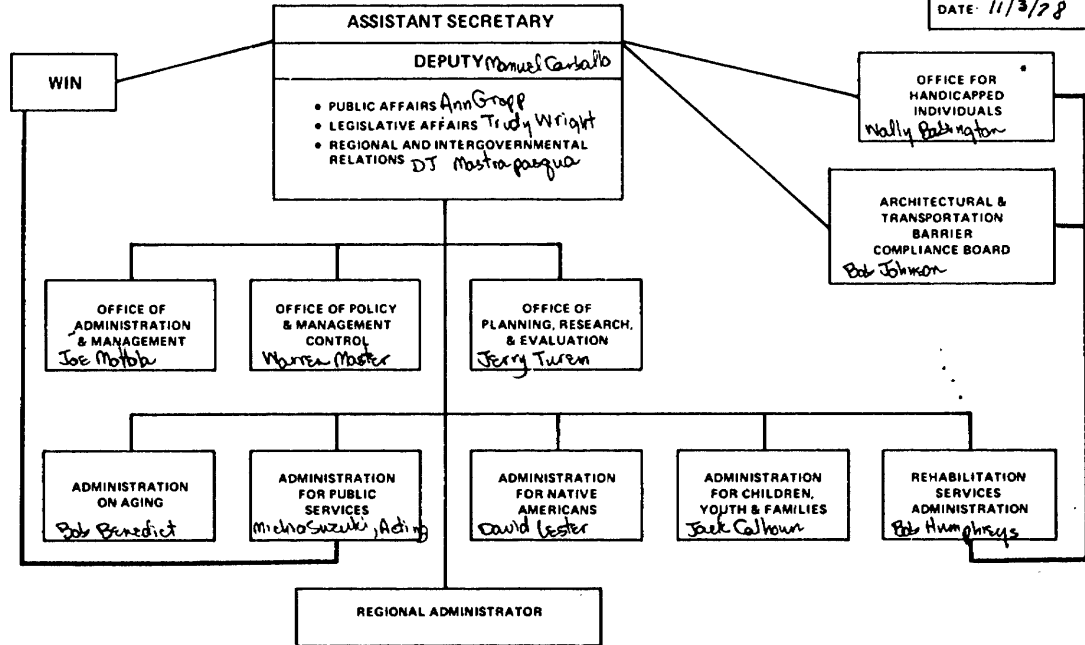 DATE: 11/3/78
ASSISTANT SECRETARY
DEPUTY Manuel Carballo
• PUBLIC AFFAIRS Ann Gropp
• LEGISLATIVE AFFAIRS Trudy Wright
• REGIONAL AND INTERGOVERNMENTAL
RELATIONS DJ Mastrapasqua
WIN
OFFICE FOR
HANDICAPPED
INDIVIDUALS
Wally
ARCHITECTURAL &
TRANSPORTATION
BARRIER
COMPLIANCE BOARD
Bob Johnson
OFFICE OF
ADMINISTRATION
& MANAGEMENT
Joe Mottola
OFFICE OF POLICY
& MANAGEMENT
CONTROL
Warren Master
OFFICE OF
PLANNING, RESEARCH,
& EVALUATION
Jerry Turem
ADMINISTRATION
ON AGING
Bob Benedict
ADMINISTRATION
FOR PUBLIC
SERVICES
Michio Suzuki, Acting
ADMINISTRATION
FOR NATIVE
AMERICANS
David Lester
ADMINISTRATION
FOR CHILDREN,
YOUTH & FAMILIES
Jack Calhoun
REHABILITATION
SERVICES
ADMINISTRATION
Bob Humphreys
REGIONAL ADMINISTRATOR